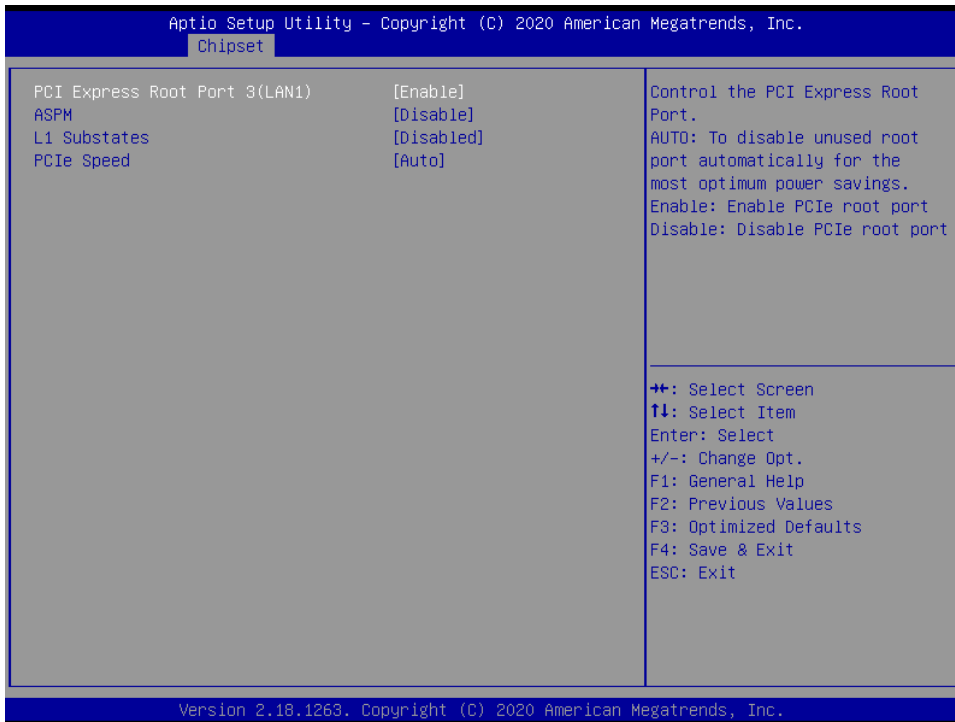 Aptio Setup Utility – Copyright (C) 2020 American Megatrends, Inc.
Chipset
PCI Express Root Port 3(LAN1) [Enable]
ASPM [Disable]
L1 Substates [Disabled]
PCIe Speed [Auto]
Control the PCI Express Root
Port.
AUTO: To disable unused root
port automatically for the
most optimum power savings.
Enable: Enable PCIe root port
Disable: Disable PCIe root port
→←: Select Screen
↑↓: Select Item
Enter: Select
+/-: Change Opt.
F1: General Help
F2: Previous Values
F3: Optimized Defaults
F4: Save & Exit
ESC: Exit
Version 2.18.1263. Copyright (C) 2020 American Megatrends, Inc.